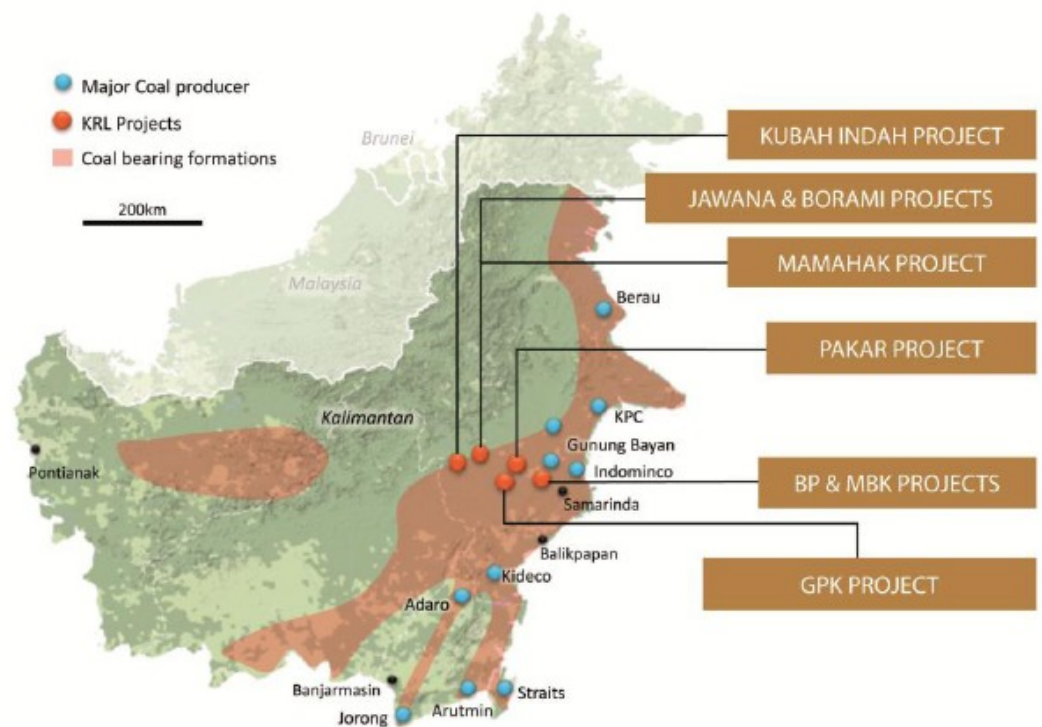 Major Coal producer
KRL Projects
Coal bearing formations
200km
Brunei
Malaysia
Kalimantan
Pontianak
Berau
KPC
Gunung Bayan
Indominco
Samarinda
Balikpapan
Kideco
Adaro
Banjarmasin
Jorong
Arutmin
Straits
KUBAH INDAH PROJECT
JAWANA & BORAMI PROJECTS
MAMAHAK PROJECT
PAKAR PROJECT
BP & MBK PROJECTS
GPK PROJECT